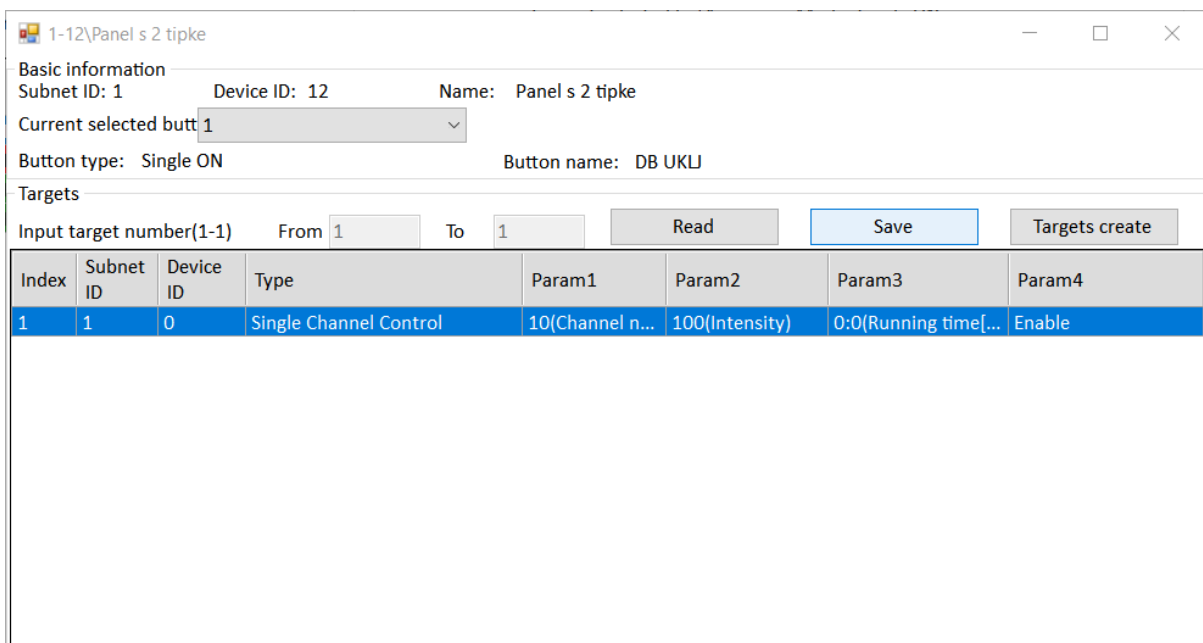 1-12\Panel s 2 tipke
Basic information
Subnet ID: 1 Device ID: 12 Name: Panel s 2 tipke
Current selected butt 1
Button type: Single ON Button name: DB UKLJ
Targets
Input target number(1-1) From 1 To 1 Read Save Targets create
Index Subnet ID Device ID Type Param1 Param2 Param3 Param4
1 1 0 Single Channel Control 10(Channel n... 100(Intensity) 0:0(Running time[... Enable